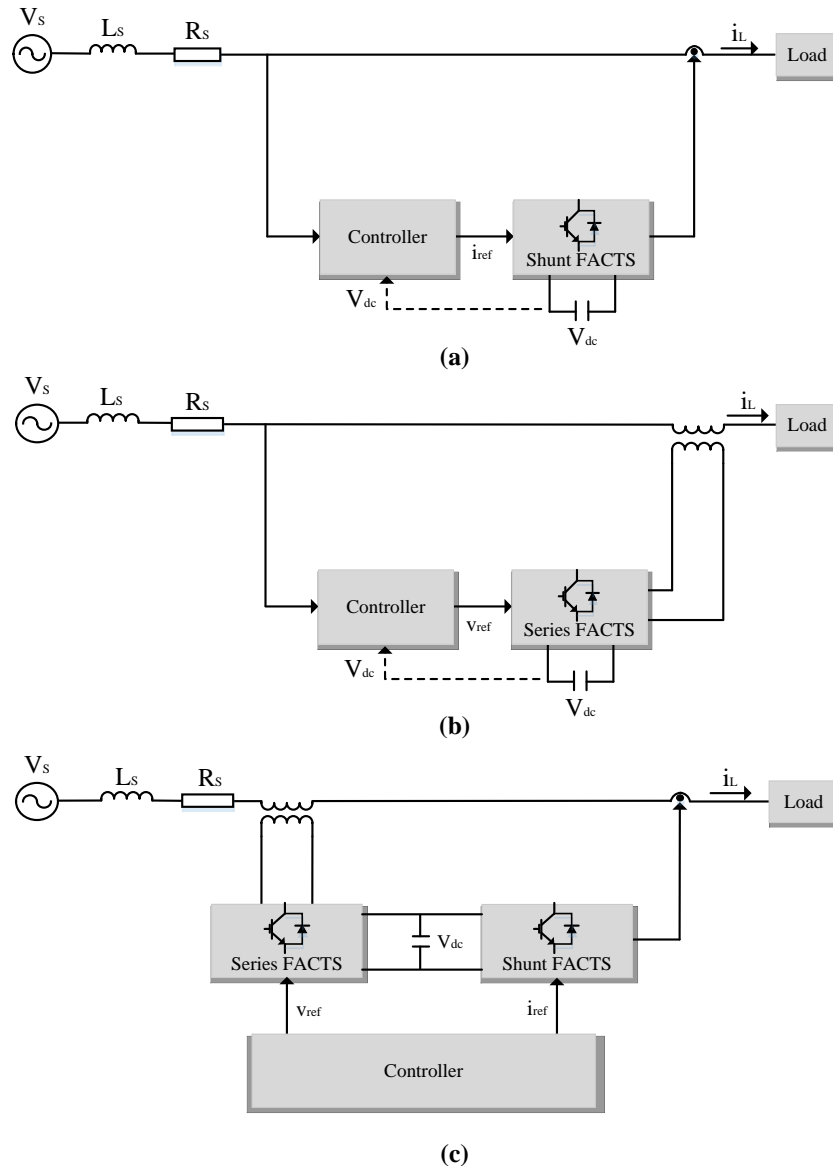 Vs
Ls
Rs
iL
Load
Controller
iref
Shunt FACTS
Vdc
Vdc
(a)
Vs
Ls
Rs
iL
Load
Controller
vref
Series FACTS
Vdc
Vdc
(b)
Vs
Ls
Rs
iL
Load
Vdc
Series FACTS
Shunt FACTS
vref
iref
Controller
(c)